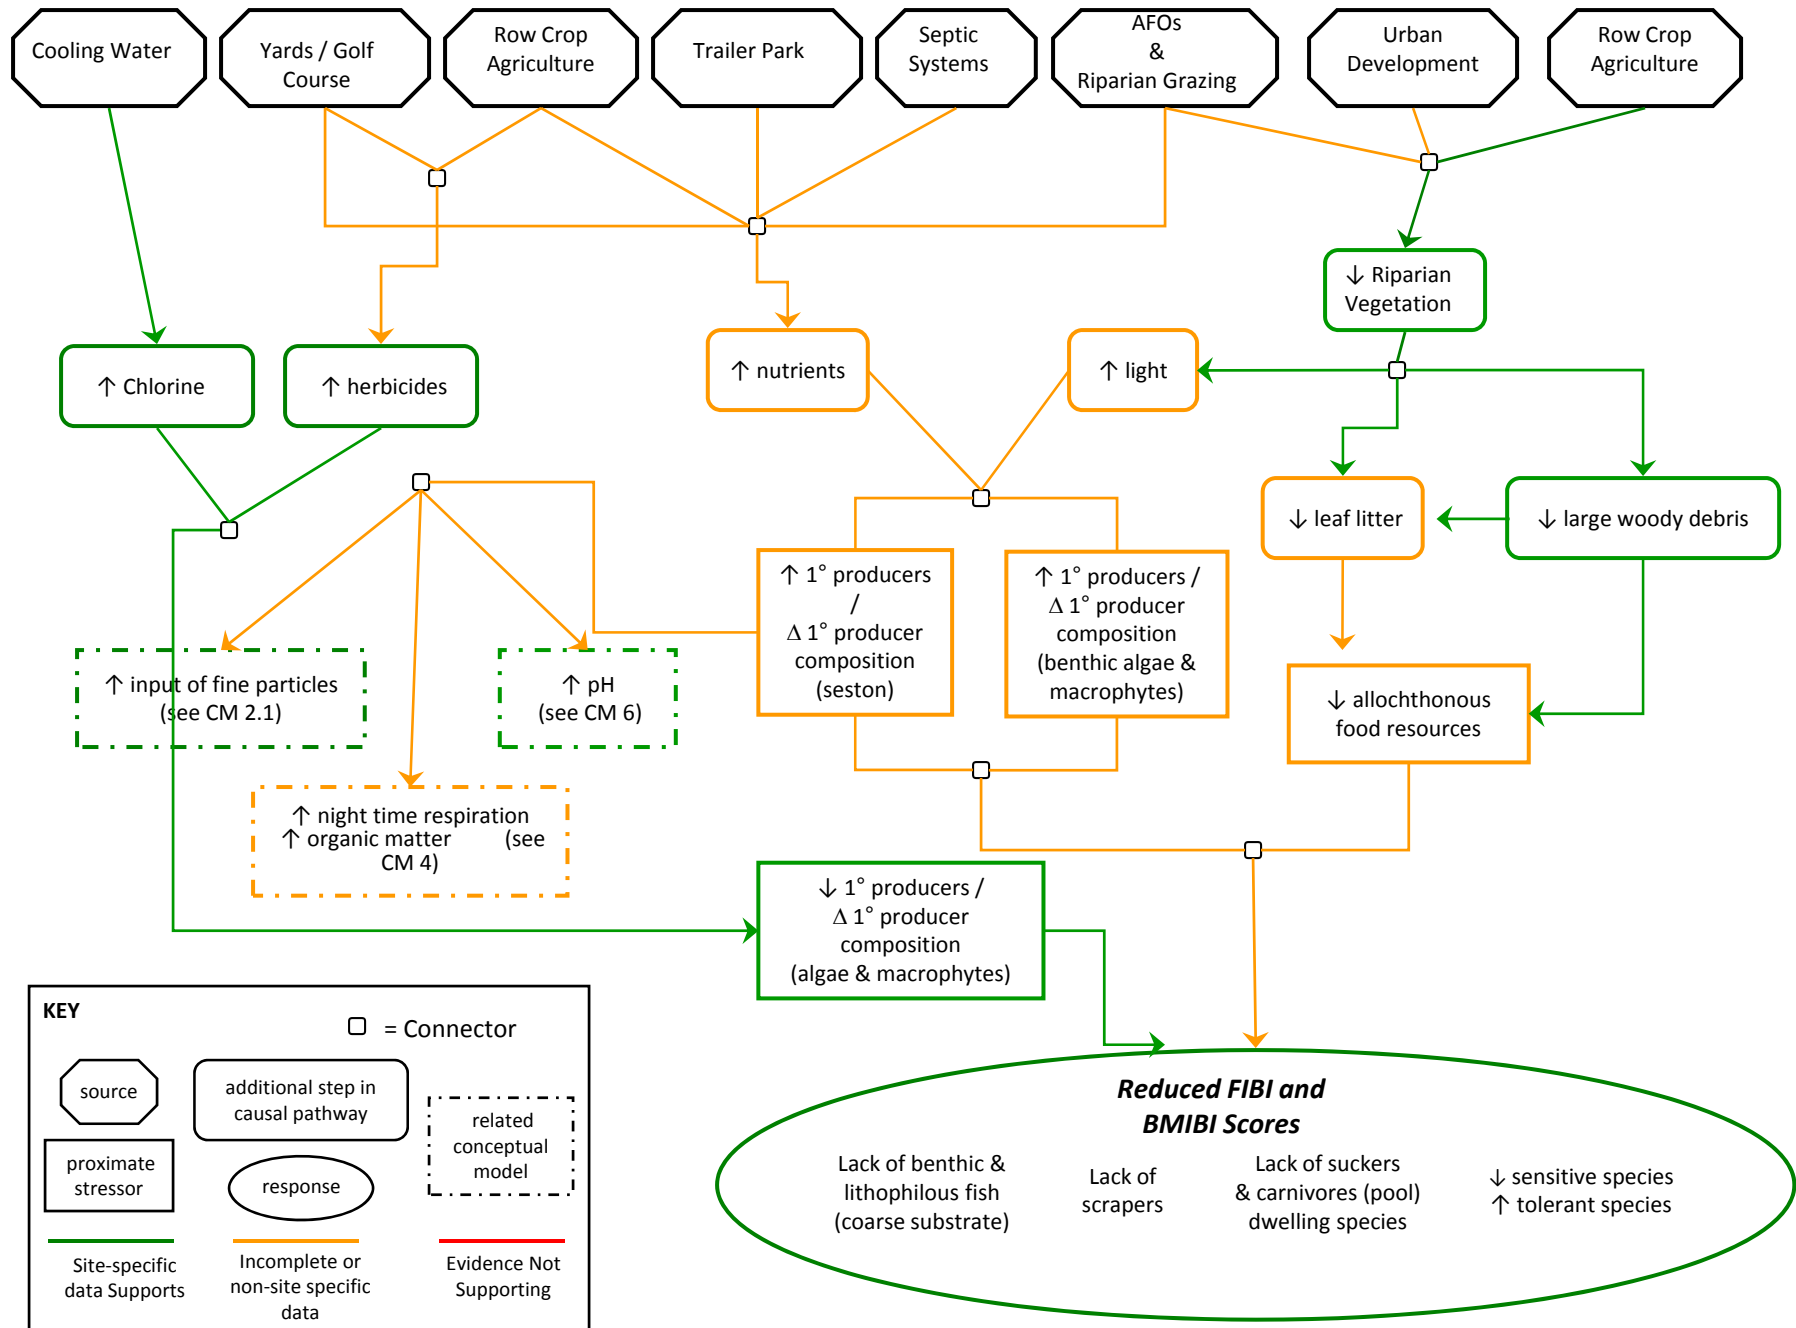 Cooling Water
Yards / Golf
Course
Row Crop
Agriculture
Trailer Park
Septic
Systems
AFOs
&
Riparian Grazing
Urban
Development
Row Crop
Agriculture
↓ Riparian
Vegetation
↑ Chlorine
↑ herbicides
↑ nutrients
↑ light
↓ leaf litter
↓ large woody debris
↑ 1° producers
/
Δ 1° producer
composition
(seston)
↑ 1° producers /
Δ 1° producer
composition
(benthic algae &
macrophytes)
↑ input of fine particles
(see CM 2.1)
↑ pH
(see CM 6)
↓ allochthonous
food resources
↑ night time respiration
↑ organic matter (see
CM 4)
↓ 1° producers /
Δ 1° producer
composition
(algae & macrophytes)
KEY
= Connector
source
additional step in
causal pathway
related
conceptual
model
proximate
stressor
response
Site-specific
data Supports
Incomplete or
non-site specific
data
Evidence Not
Supporting
Reduced FIBI and
BMIBI Scores
Lack of benthic &
lithophilous fish
(coarse substrate)
Lack of
scrapers
Lack of suckers
& carnivores (pool)
dwelling species
↓ sensitive species
↑ tolerant species